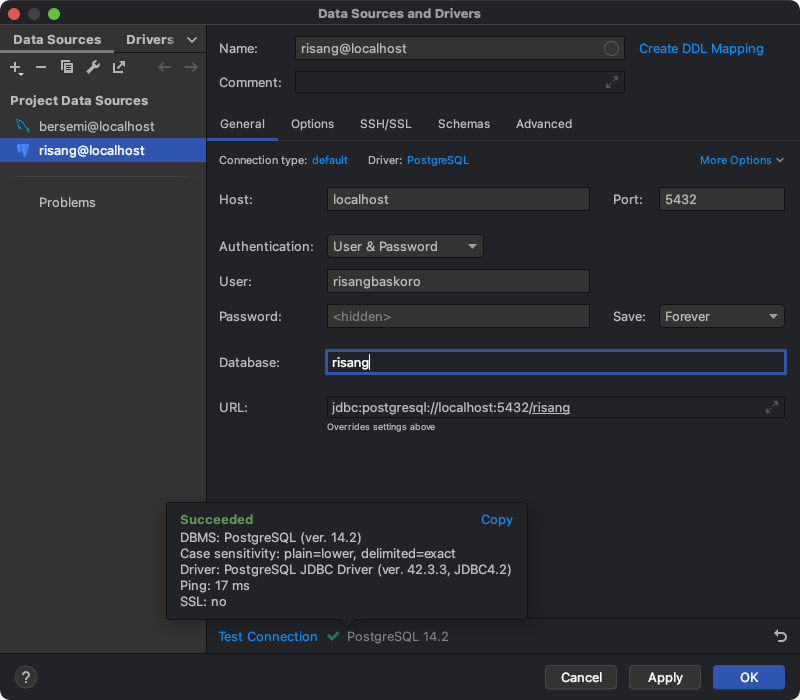 Data Sources and Drivers
Data Sources Drivers
Project Data Sources
bersemi@localhost
risang@localhost
Problems
Name: risang@localhost Create DDL Mapping
Comment:
General Options SSH/SSL Schemas Advanced
Connection type: default Driver: PostgreSQL More Options
Host: localhost Port: 5432
Authentication: User & Password
User: risangbaskoro
Password: <hidden> Save: Forever
Database: risang
URL: jdbc:postgresql://localhost:5432/risang
Overrides settings above
Succeeded Copy
DBMS: PostgreSQL (ver. 14.2)
Case sensitivity: plain=lower, delimited=exact
Driver: PostgreSQL JDBC Driver (ver. 42.3.3, JDBC4.2)
Ping: 17 ms
SSL: no
Test Connection PostgreSQL 14.2
? Cancel Apply OK